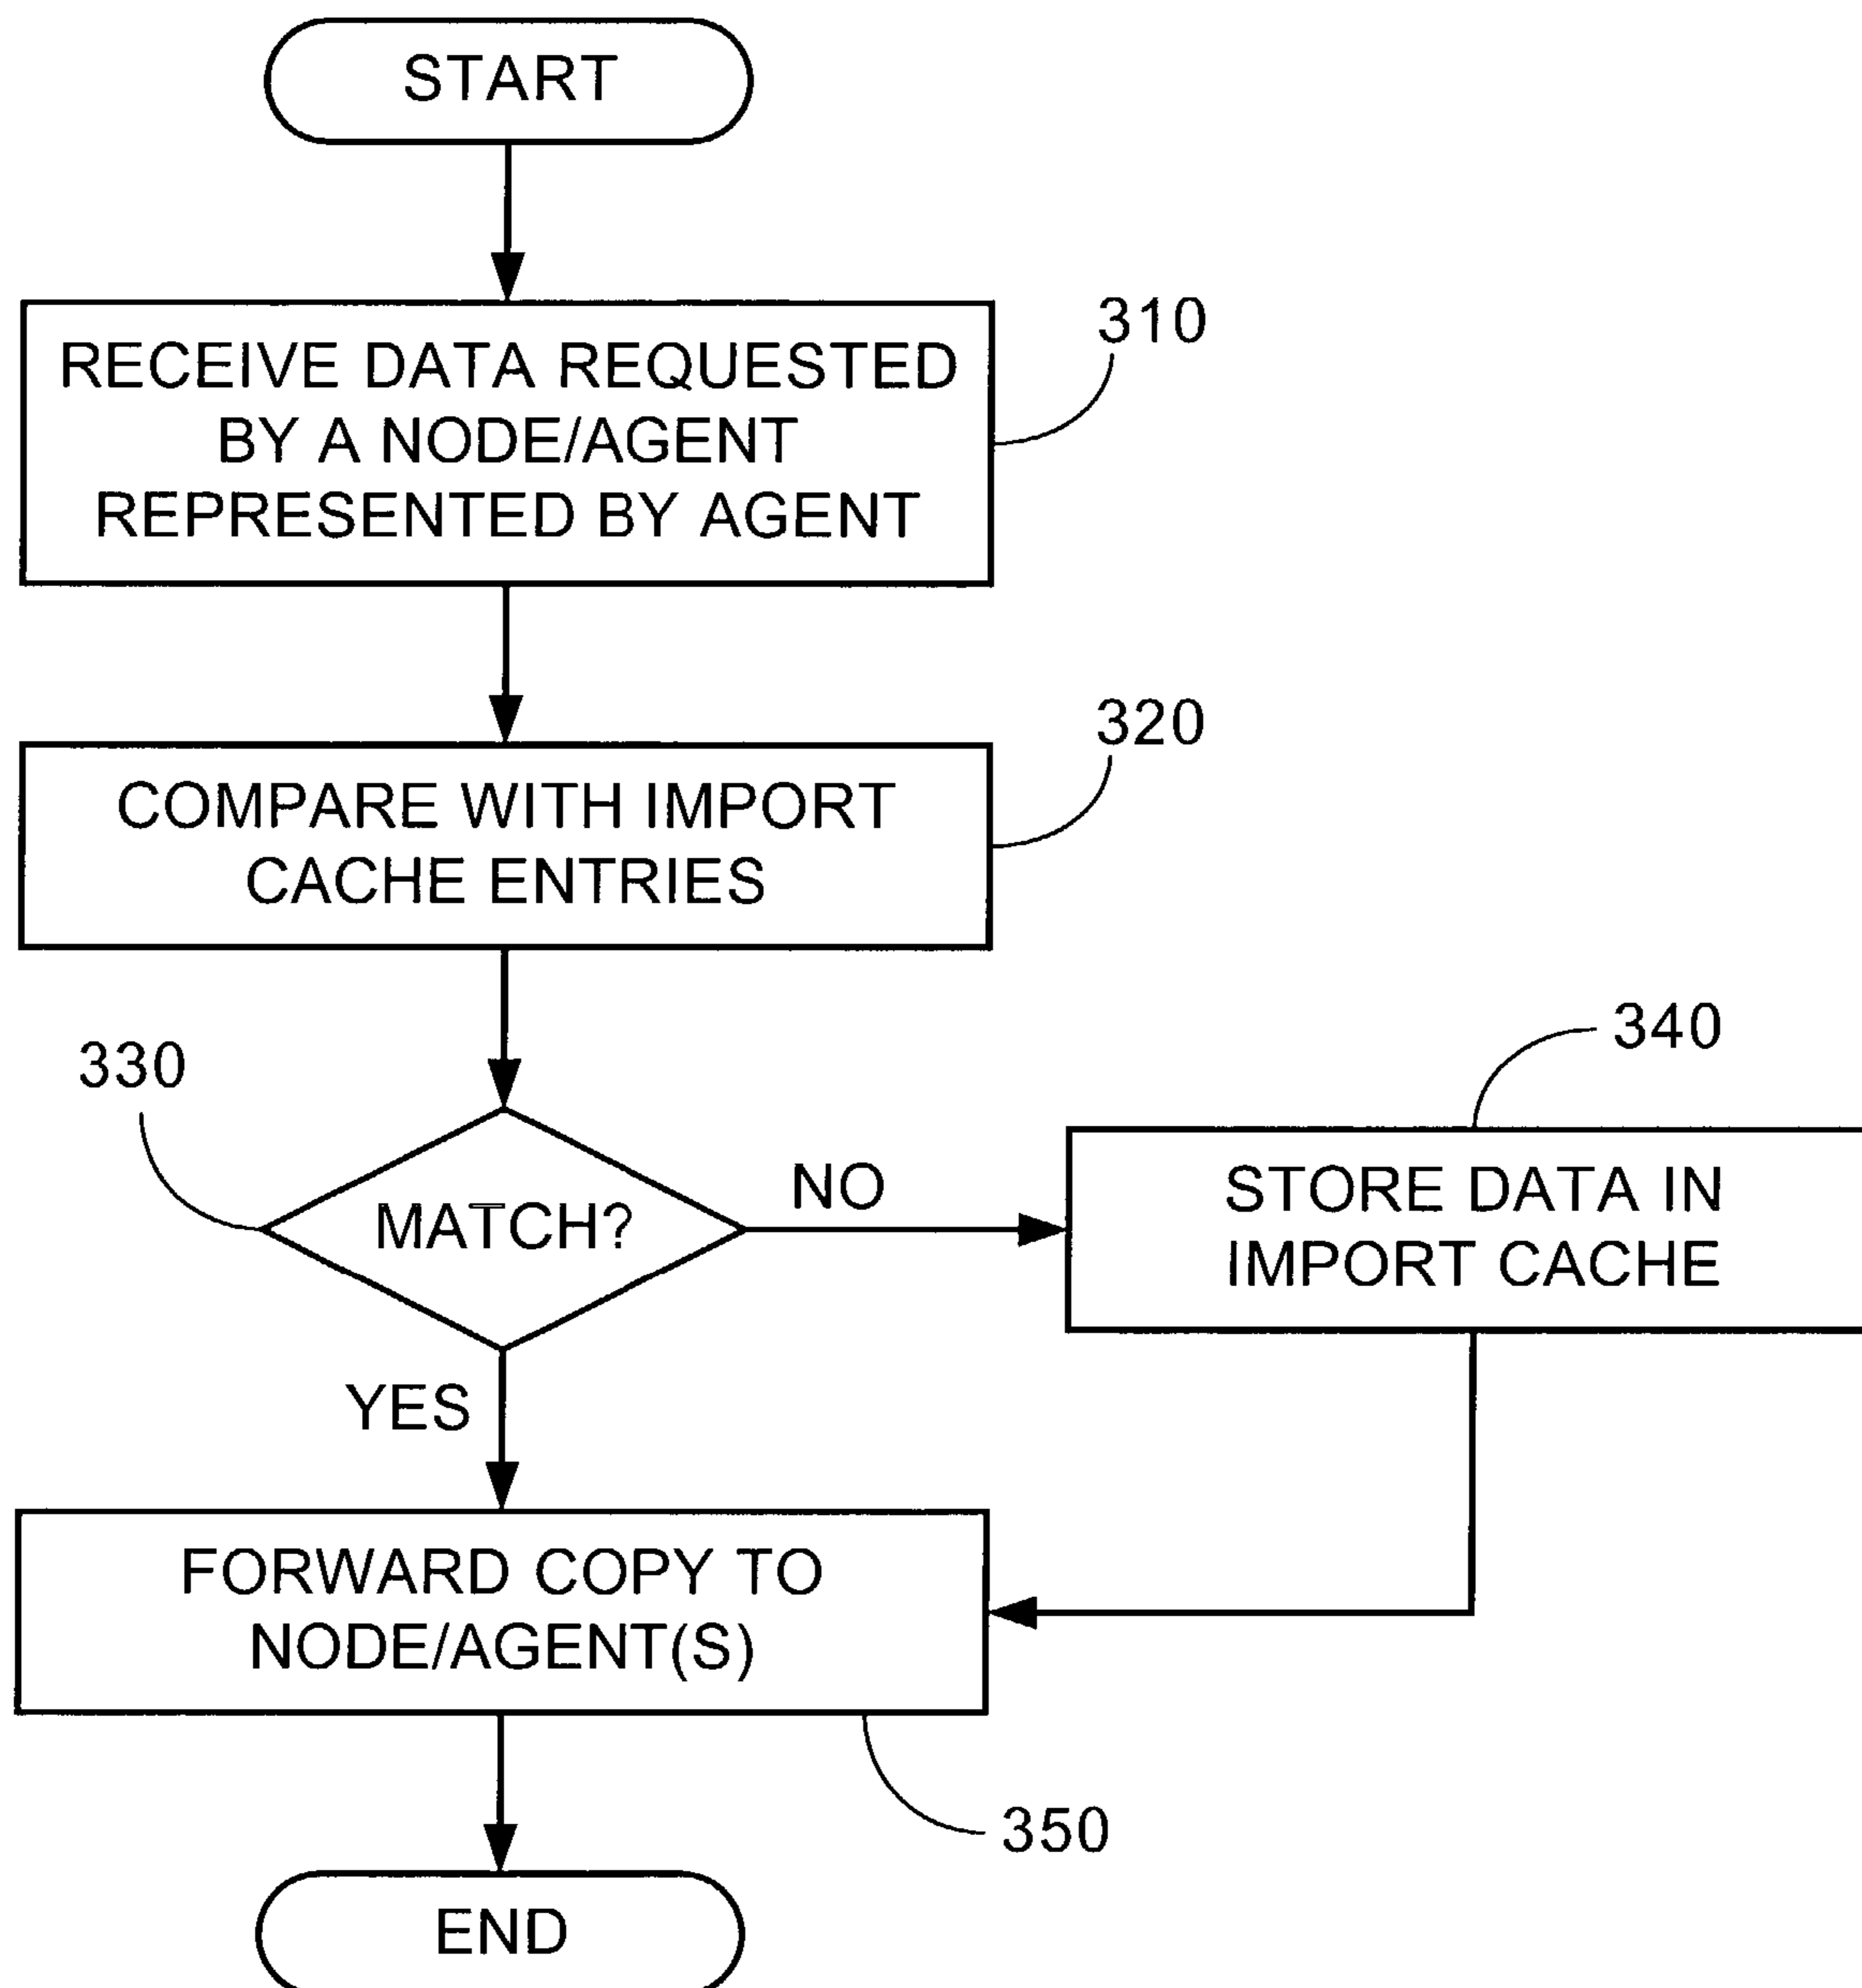 START
310
RECEIVE DATA REQUESTED
BY A NODE/AGENT
REPRESENTED BY AGENT
320
COMPARE WITH IMPORT
CACHE ENTRIES
330
MATCH?
NO
340
STORE DATA IN
IMPORT CACHE
YES
FORWARD COPY TO
NODE/AGENT(S)
350
END